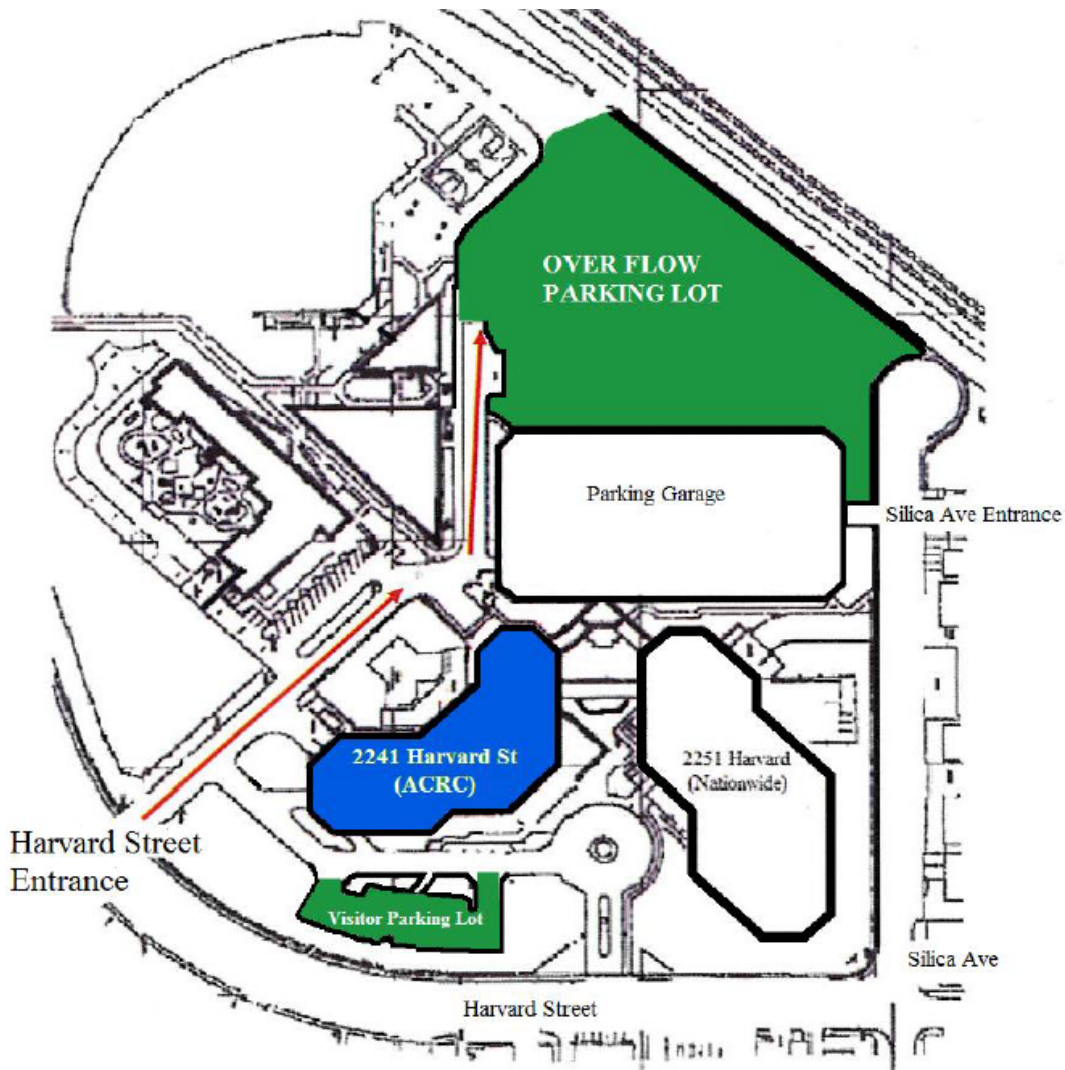 OVER FLOW
PARKING LOT
Parking Garage
Silica Ave Entrance
2241 Harvard St
(ACRC)
2251 Harvard
(Nationwide)
Harvard Street
Entrance
Visitor Parking Lot
Silica Ave
Harvard Street